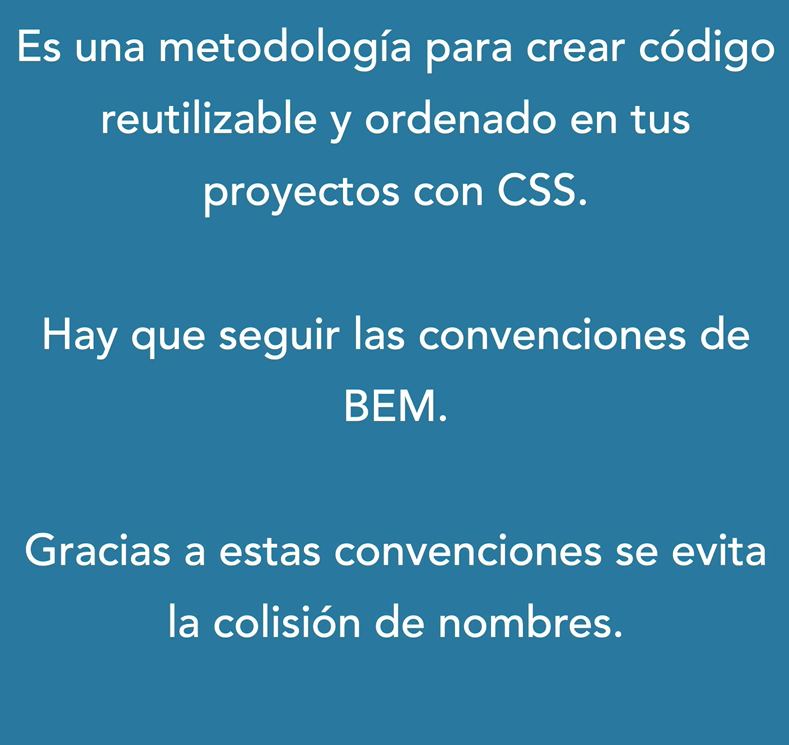 Es una metodología para crear código
reutilizable y ordenado en tus
proyectos con CSS.
Hay que seguir las convenciones de
BEM.
Gracias a estas convenciones se evita
la colisión de nombres.